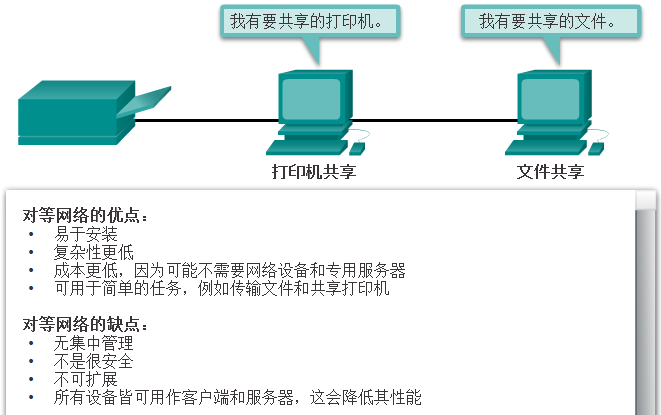 我有要共享的打印机。
我有要共享的文件。
打印机共享
文件共享
对等网络的优点：
• 易于安装
• 复杂性更低
• 成本更低，因为可能不需要网络设备和专用服务器
• 可用于简单的任务，例如传输文件和共享打印机
对等网络的缺点：
• 无集中管理
• 不是很安全
• 不可扩展
• 所有设备皆可用作客户端和服务器，这会降低其性能